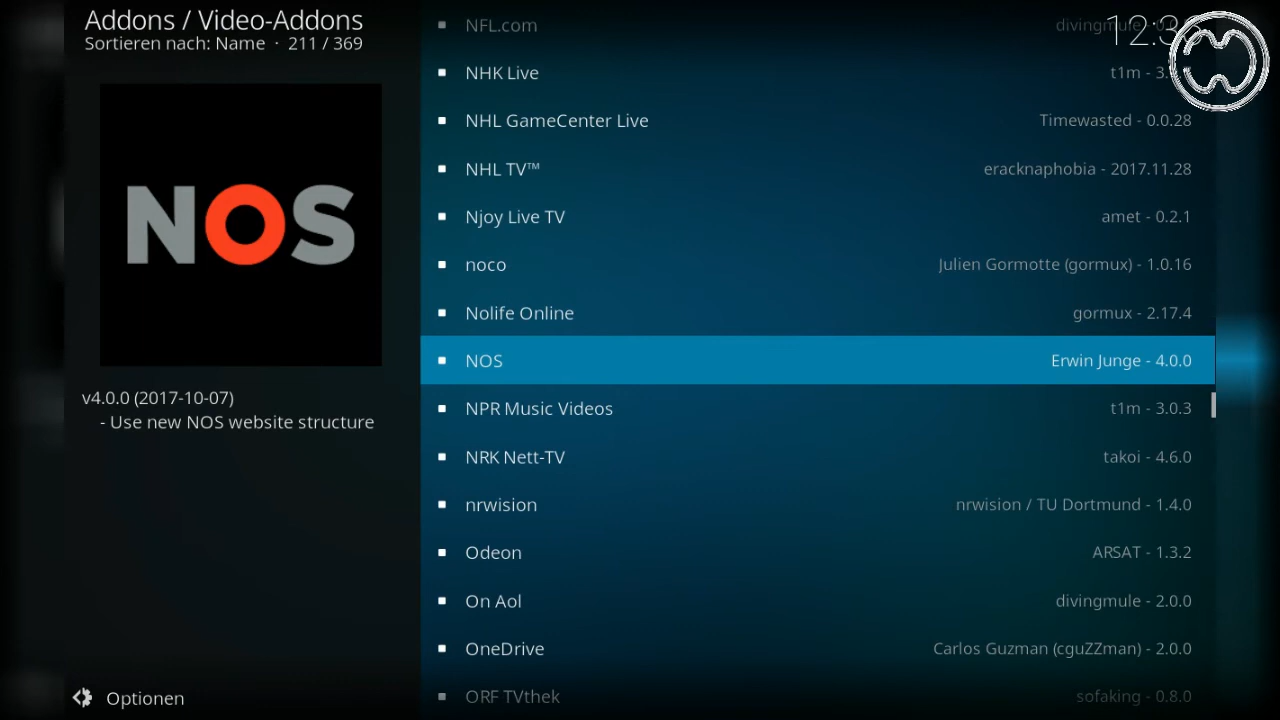 Addons / Video-Addons
Sortieren nach: Name · 211 / 369
NOS
v4.0.0 (2017-10-07)
- Use new NOS website structure
Optionen
NFL.com divingmule
NHK Live t1m
NHL GameCenter Live Timewasted - 0.0.28
NHL TV™ eracknaphobia - 2017.11.28
Njoy Live TV amet - 0.2.1
noco Julien Gormotte (gormux) - 1.0.16
Nolife Online gormux - 2.17.4
NOS Erwin Junge - 4.0.0
NPR Music Videos t1m - 3.0.3
NRK Nett-TV takoi - 4.6.0
nrwision nrwision / TU Dortmund - 1.4.0
Odeon ARSAT - 1.3.2
On Aol divingmule - 2.0.0
OneDrive Carlos Guzman (cguZZman) - 2.0.0
ORF TVthek sofaking - 0.8.0